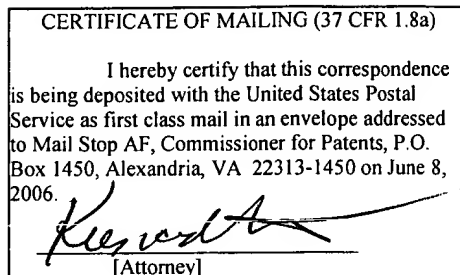 CERTIFICATE OF MAILING (37 CFR 1.8a)
I hereby certify that this correspondence
is being deposited with the United States Postal
Service as first class mail in an envelope addressed
to Mail Stop AF, Commissioner for Patents, P.O.
Box 1450, Alexandria, VA 22313-1450 on June 8,
2006.
[Attorney]